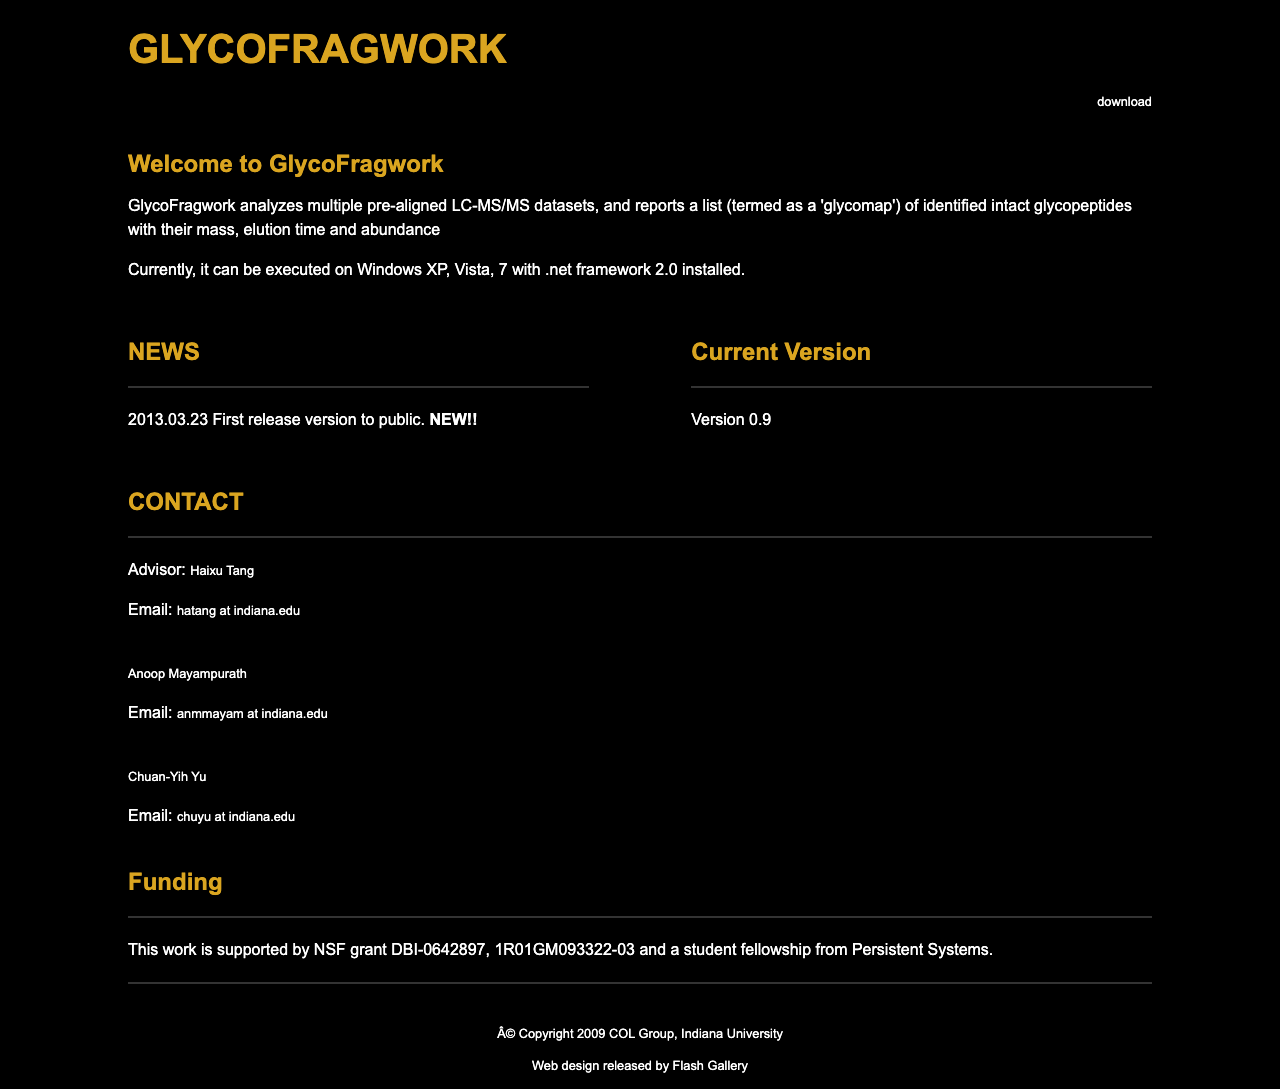 GLYCOFRAGWORK
download
Welcome to GlycoFragwork
GlycoFragwork analyzes multiple pre-aligned LC-MS/MS datasets, and reports a list (termed as a 'glycomap') of identified intact glycopeptides
with their mass, elution time and abundance
Currently, it can be executed on Windows XP, Vista, 7 with .net framework 2.0 installed.
NEWS
2013.03.23 First release version to public. NEW!!
Current Version
Version 0.9
CONTACT
Advisor: Haixu Tang
Email: hatang at indiana.edu
Anoop Mayampurath
Email: anmmayam at indiana.edu
Chuan-Yih Yu
Email: chuyu at indiana.edu
Funding
This work is supported by NSF grant DBI-0642897, 1R01GM093322-03 and a student fellowship from Persistent Systems.
Â© Copyright 2009 COL Group, Indiana University
Web design released by Flash Gallery